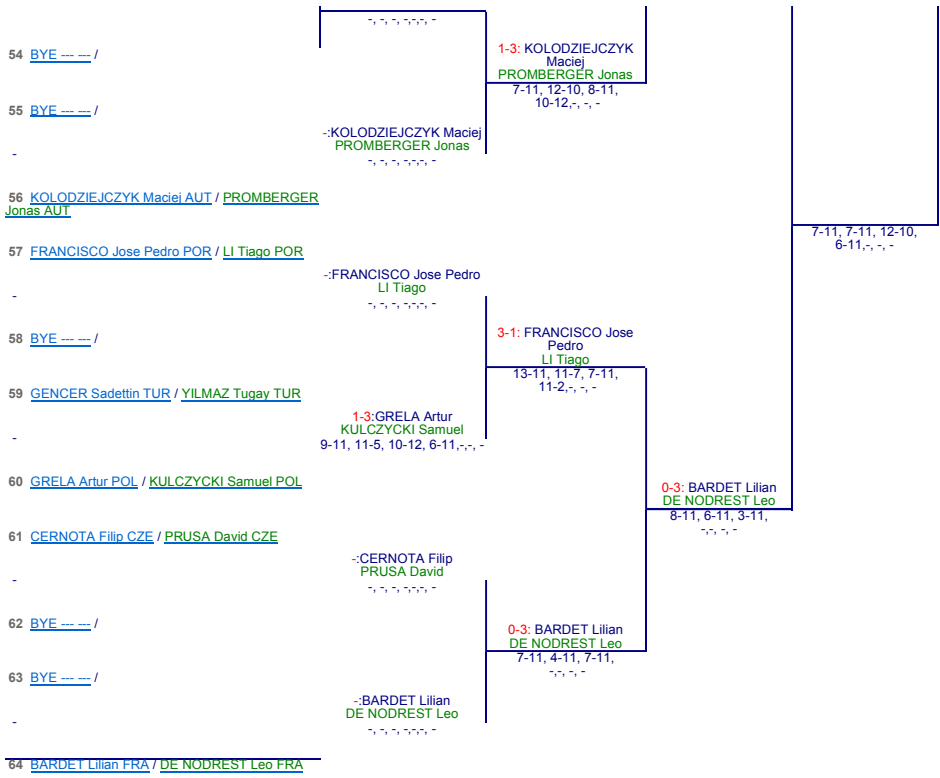 -, -, -, -,-,-, -
54 BYE --- --- /
1-3: KOLODZIEJCZYK
Maciej
PROMBERGER Jonas
7-11, 12-10, 8-11,
10-12,-, -, -
55 BYE --- --- /
-:KOLODZIEJCZYK Maciej
PROMBERGER Jonas
-, -, -, -,-,-, -
-
56 KOLODZIEJCZYK Maciej AUT / PROMBERGER
Jonas AUT
7-11, 7-11, 12-10,
6-11,-, -, -
57 FRANCISCO Jose Pedro POR / LI Tiago POR
-:FRANCISCO Jose Pedro
LI Tiago
-, -, -, -,-,-, -
-
58 BYE --- --- /
3-1: FRANCISCO Jose
Pedro
LI Tiago
13-11, 11-7, 7-11,
11-2,-, -, -
59 GENCER Sadettin TUR / YILMAZ Tugay TUR
1-3:GRELA Artur
KULCZYCKI Samuel
9-11, 11-5, 10-12, 6-11,-,-, -
-
60 GRELA Artur POL / KULCZYCKI Samuel POL
0-3: BARDET Lilian
DE NODREST Leo
8-11, 6-11, 3-11,
-,-, -, -
61 CERNOTA Filip CZE / PRUSA David CZE
-:CERNOTA Filip
PRUSA David
-, -, -, -,-,-, -
-
62 BYE --- --- /
0-3: BARDET Lilian
DE NODREST Leo
7-11, 4-11, 7-11,
-,-, -, -
63 BYE --- --- /
-:BARDET Lilian
DE NODREST Leo
-, -, -, -,-,-, -
-
64 BARDET Lilian FRA / DE NODREST Leo FRA